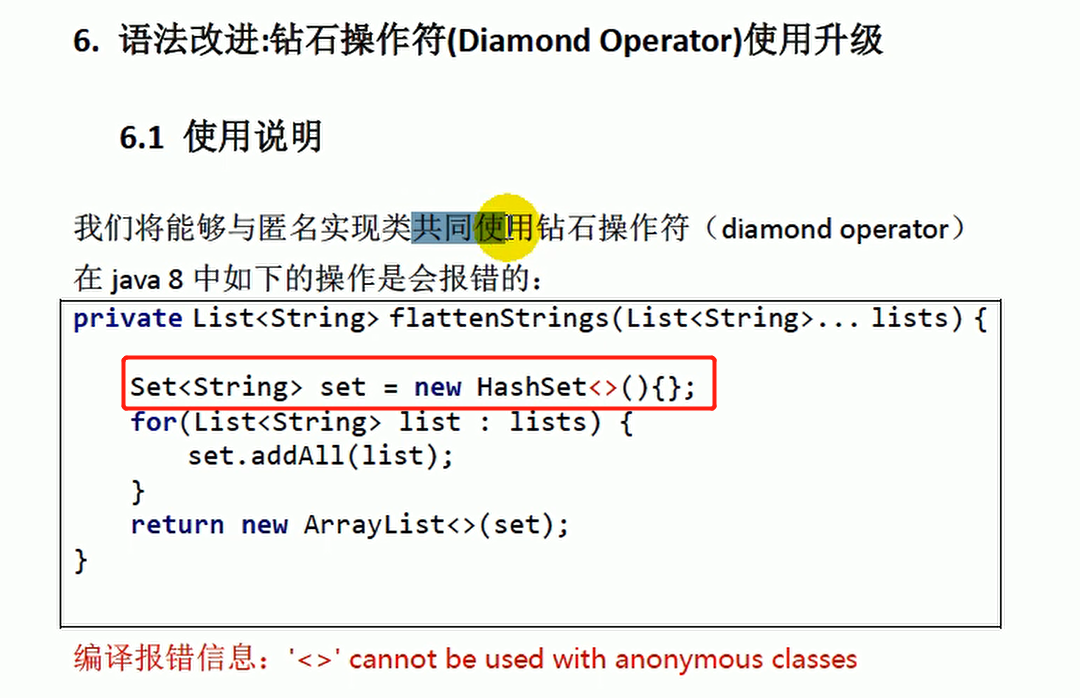 6. 语法改进:钻石操作符(Diamond Operator)使用升级
6.1 使用说明
我们将能够与匿名实现类共同使用钻石操作符（diamond operator）
在 java 8 中如下的操作是会报错的：
private List<String> flattenStrings(List<String>... lists) {
Set<String> set = new HashSet<>(){};
for(List<String> list : lists) {
set.addAll(list);
}
return new ArrayList<>(set);
}
编译报错信息：'<>' cannot be used with anonymous classes